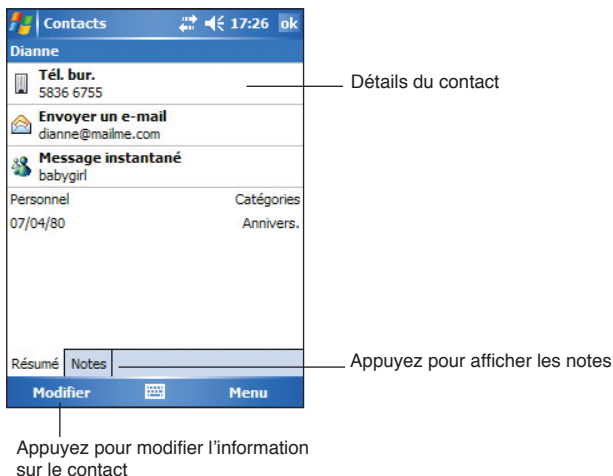 Contacts 17:26 ok
Dianne
Tél. bur.
5836 6755
Détails du contact
Envoyer un e-mail
dianne@mailme.com
Message instantané
babygirl
Personnel Catégories
07/04/80 Annivers.
Résumé Notes
Appuyez pour afficher les notes
Modifier Menu
Appuyez pour modifier l'information
sur le contact